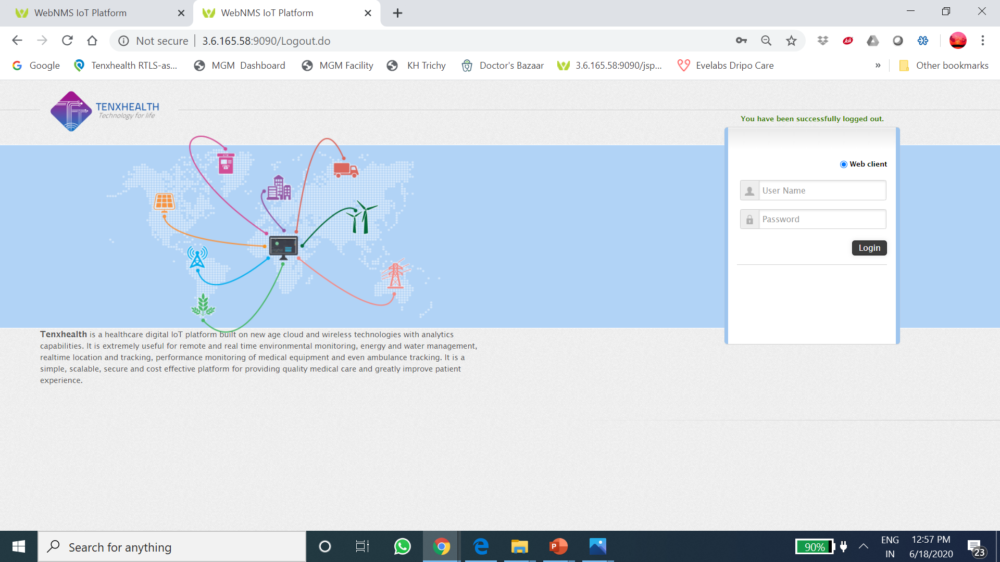 WebNMS IoT Platform
WebNMS IoT Platform
Not secure
3.6.165.58:9090/Logout.do
Ask
Google
Tenxhealth RTLS-as...
MGM Dashboard
MGM Facility
KH Trichy
Doctor's Bazaar
3.6.165.58:9090/jsp...
Evelabs Dripo Care
»
Other bookmarks
TENXHEALTH
Technology for life
You have been successfully logged out.
Web client
User Name
Password
Login
Tenxhealth is a healthcare digital IoT platform built on new age cloud and wireless technologies with analytics
capabilities. It is extremely useful for remote and real time environmental monitoring, energy and water management,
realtime location and tracking, performance monitoring of medical equipment and even ambulance tracking. It is a
simple, scalable, secure and cost effective platform for providing quality medical care and greatly improve patient
experience.
Search for anything
P
90%
ENG
IN
12:57 PM
6/18/2020
23